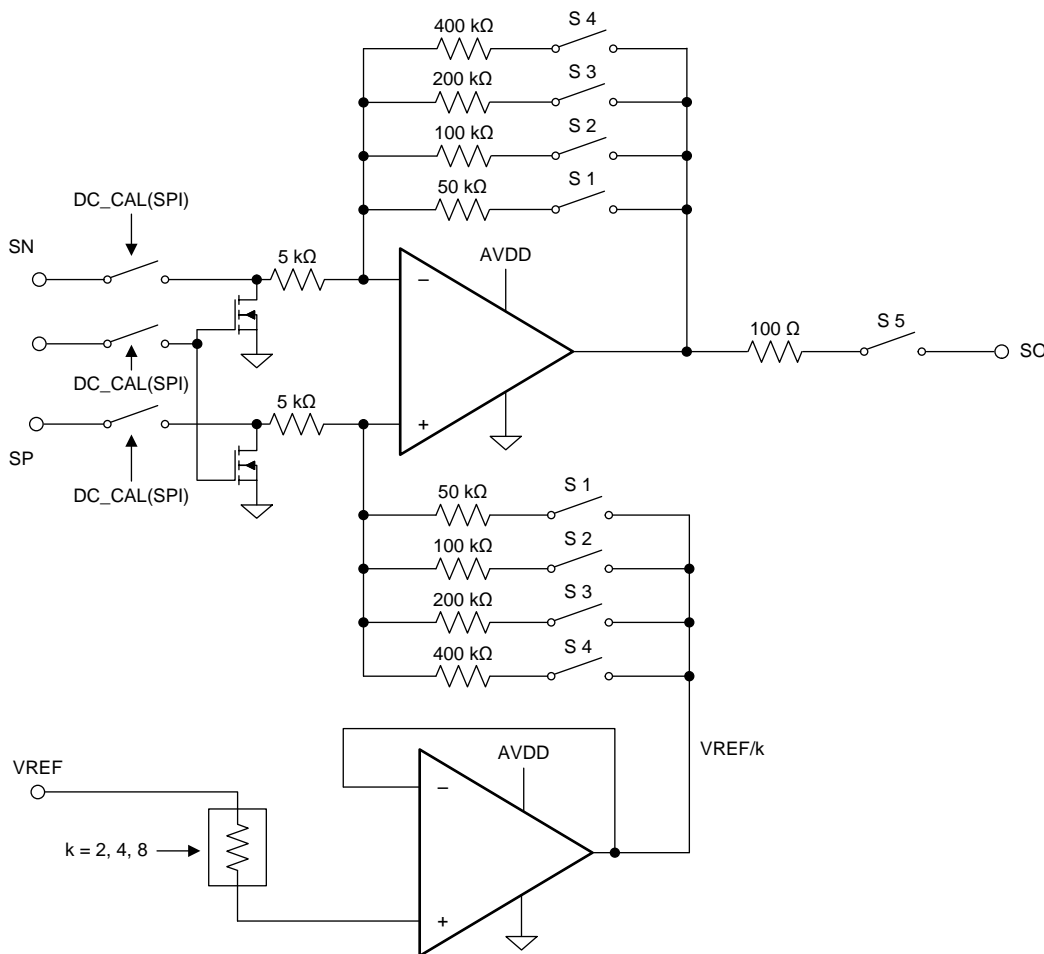 400 kΩ
S 4
200 kΩ
S 3
100 kΩ
S 2
50 kΩ
S 1
DC_CAL(SPI)
SN
5 kΩ
AVDD
−
+
DC_CAL(SPI)
5 kΩ
SP
DC_CAL(SPI)
100 Ω
S 5
SO
50 kΩ
S 1
100 kΩ
S 2
200 kΩ
S 3
400 kΩ
S 4
VREF/k
VREF
AVDD
−
+
k = 2, 4, 8